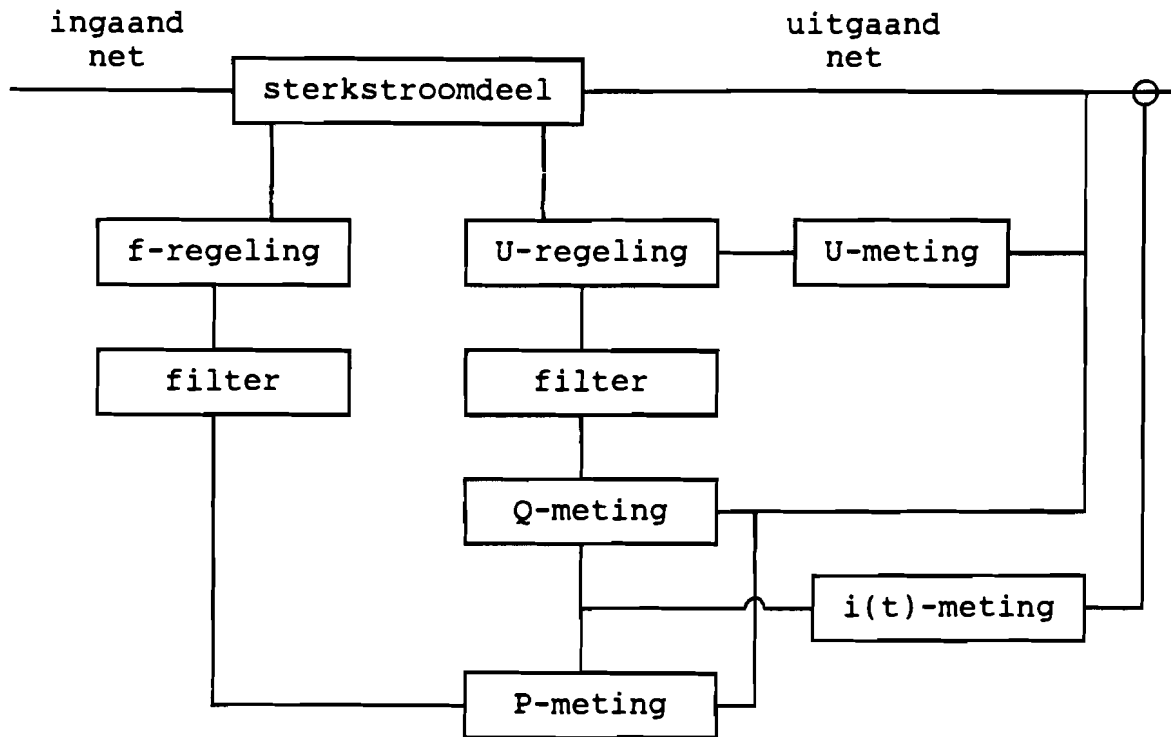 ingaand
net
uitgaand
net
sterkstroomdeel
f-regeling
U-regeling
U-meting
filter
filter
Q-meting
i(t)-meting
P-meting